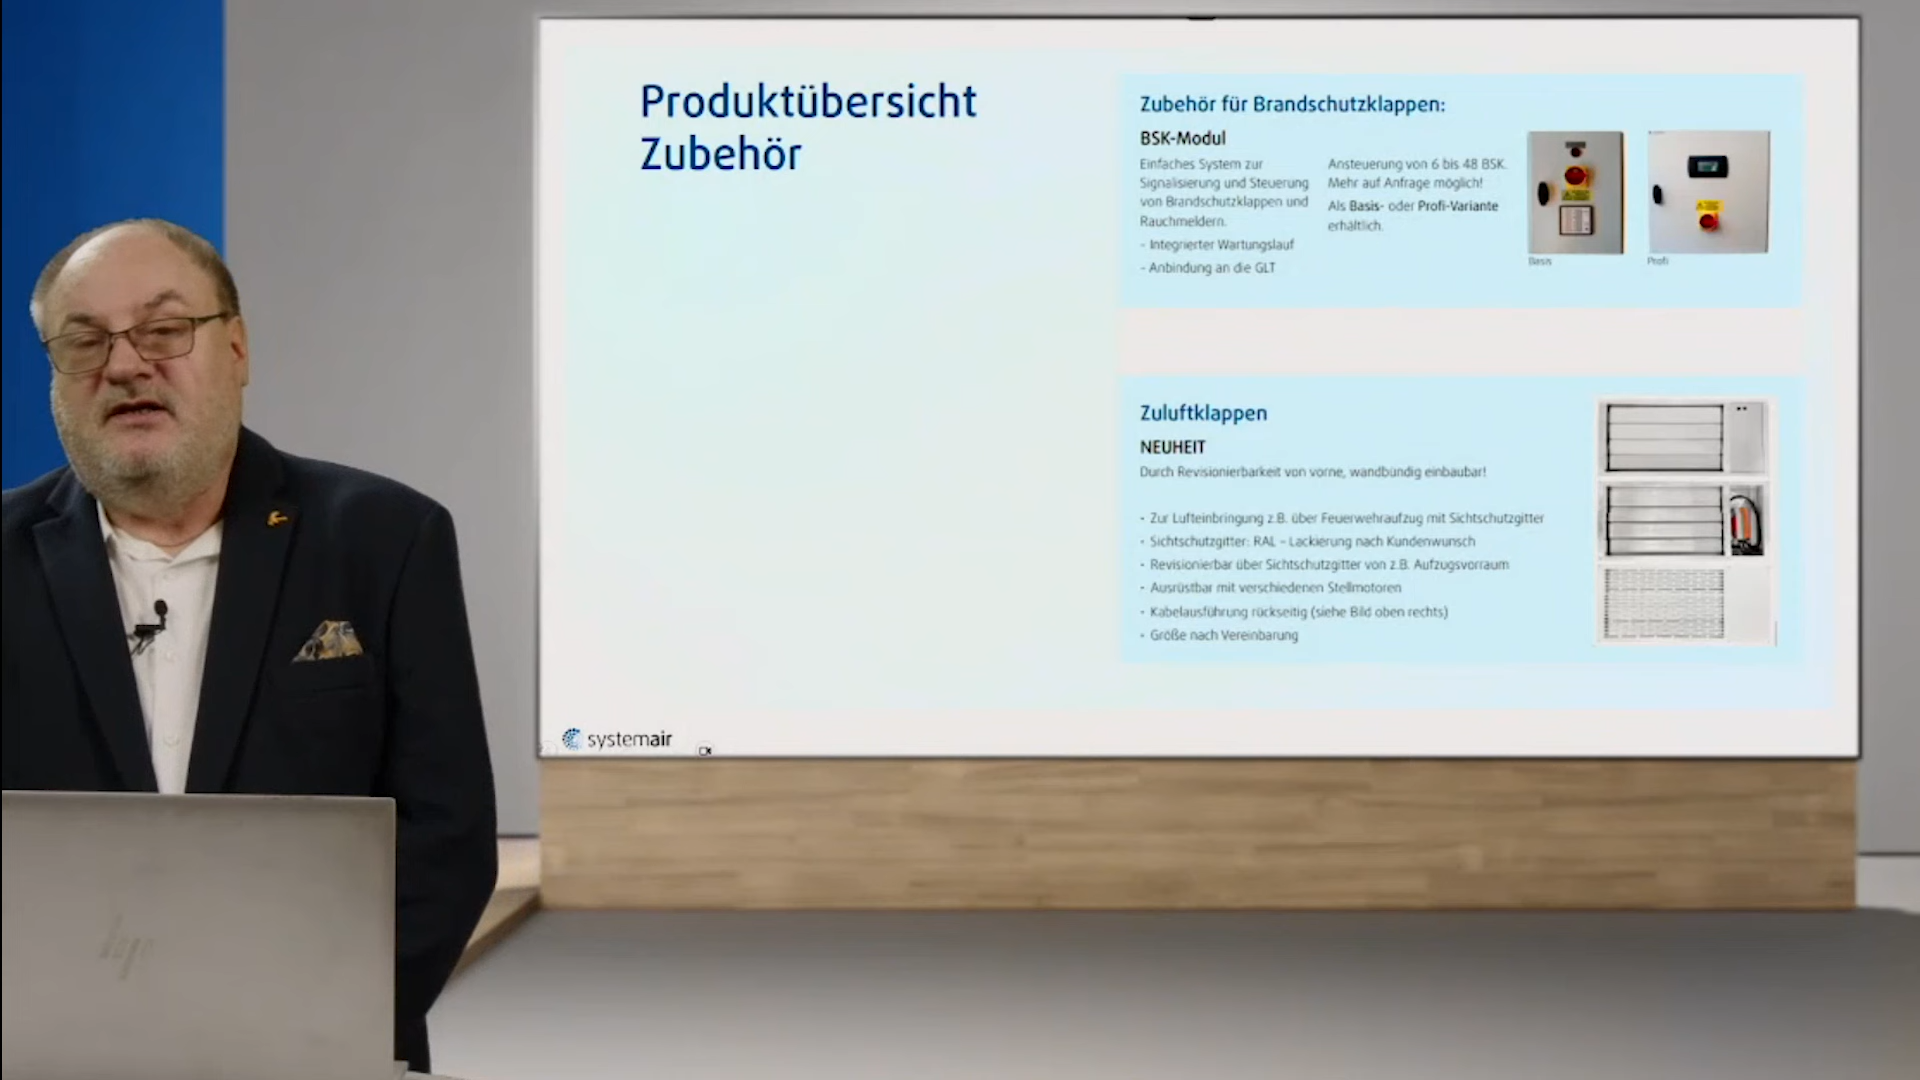 Produktübersicht
Zubehör
Zubehör für Brandschutzklappen:
BSK-Modul
Einfaches System zur
Signalisierung und Steuerung
von Brandschutzklappen und
Rauchmeldern.
- Integrierter Wartungslauf
- Anbindung an die GLT
Ansteuerung von 6 bis 48 BSK.
Mehr auf Anfrage möglich!
Als Basis- oder Profi-Variante
erhältlich.
Basis
Profi
Zuluftklappen
NEUHEIT
Durch Revisionierbarkeit von vorne, wandbündig einbaubar!
- Zur Lufteinbringung z.B. über Feuerwehraufzug mit Sichtschutzgitter
- Sichtschutzgitter: RAL – Lackierung nach Kundenwunsch
- Revisionierbar über Sichtschutzgitter von z.B. Aufzugsvorraum
- Ausrüstbar mit verschiedenen Stellmotoren
- Kabelausführung rückseitig (siehe Bild oben rechts)
- Größe nach Vereinbarung
systemair